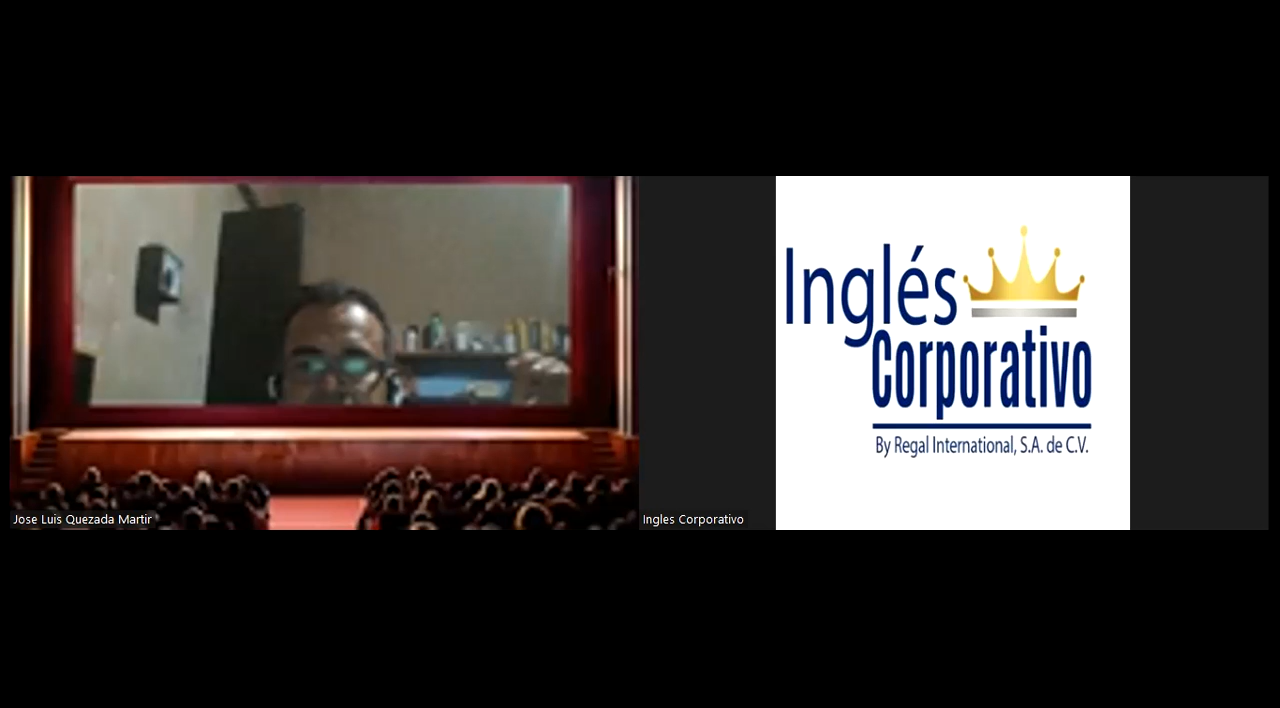 Inglés
Corporativo
By Regal International, S.A. de C.V.
Jose Luis Quezada Martir
Ingles Corporativo